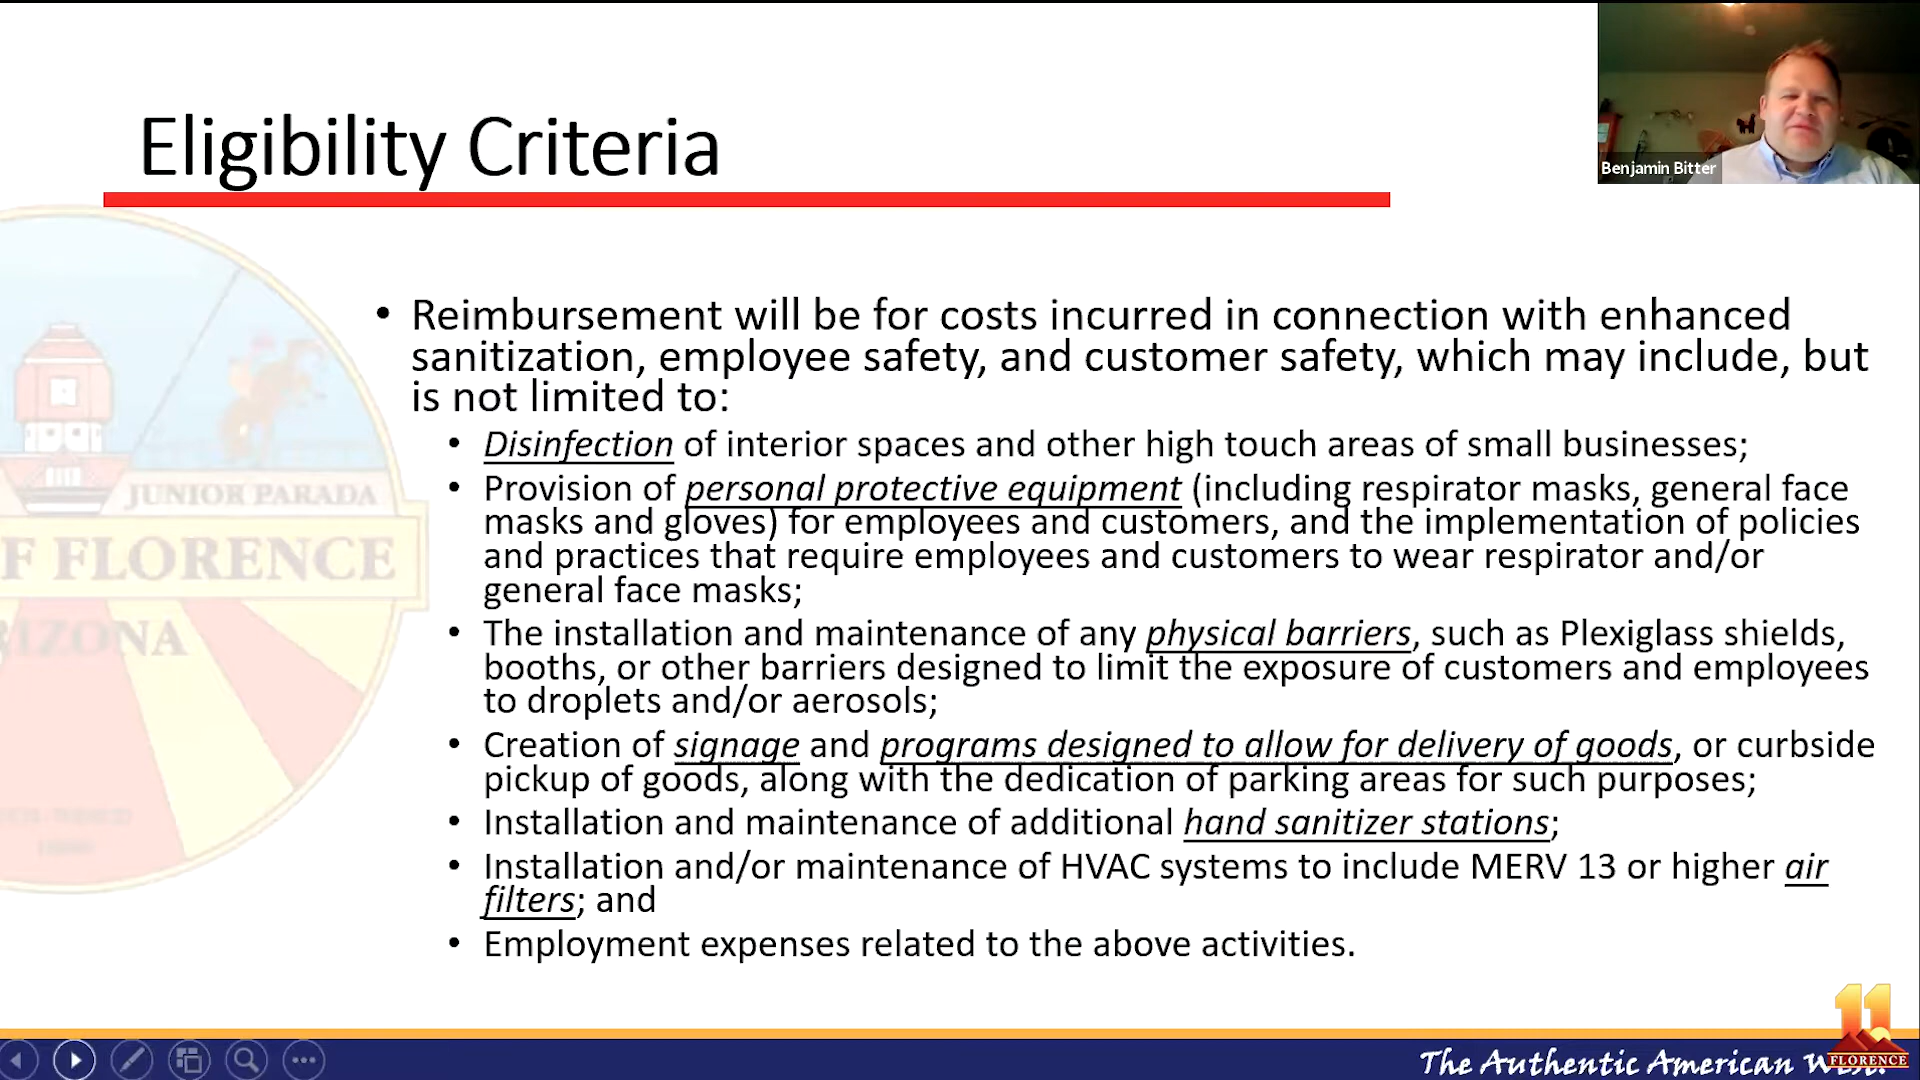 Eligibility Criteria
Benjamin Bitter
• Reimbursement will be for costs incurred in connection with enhanced
sanitization, employee safety, and customer safety, which may include, but
is not limited to:
• Disinfection of interior spaces and other high touch areas of small businesses;
• Provision of personal protective equipment (including respirator masks, general face
masks and gloves) for employees and customers, and the implementation of policies
and practices that require employees and customers to wear respirator and/or
general face masks;
• The installation and maintenance of any physical barriers, such as Plexiglass shields,
booths, or other barriers designed to limit the exposure of customers and employees
to droplets and/or aerosols;
• Creation of signage and programs designed to allow for delivery of goods, or curbside
pickup of goods, along with the dedication of parking areas for such purposes;
• Installation and maintenance of additional hand sanitizer stations;
• Installation and/or maintenance of HVAC systems to include MERV 13 or higher air
filters; and
• Employment expenses related to the above activities.
JUNIOR PARADA
F FLORENCE
RIZONA
The Authentic American
11
FLORENCE